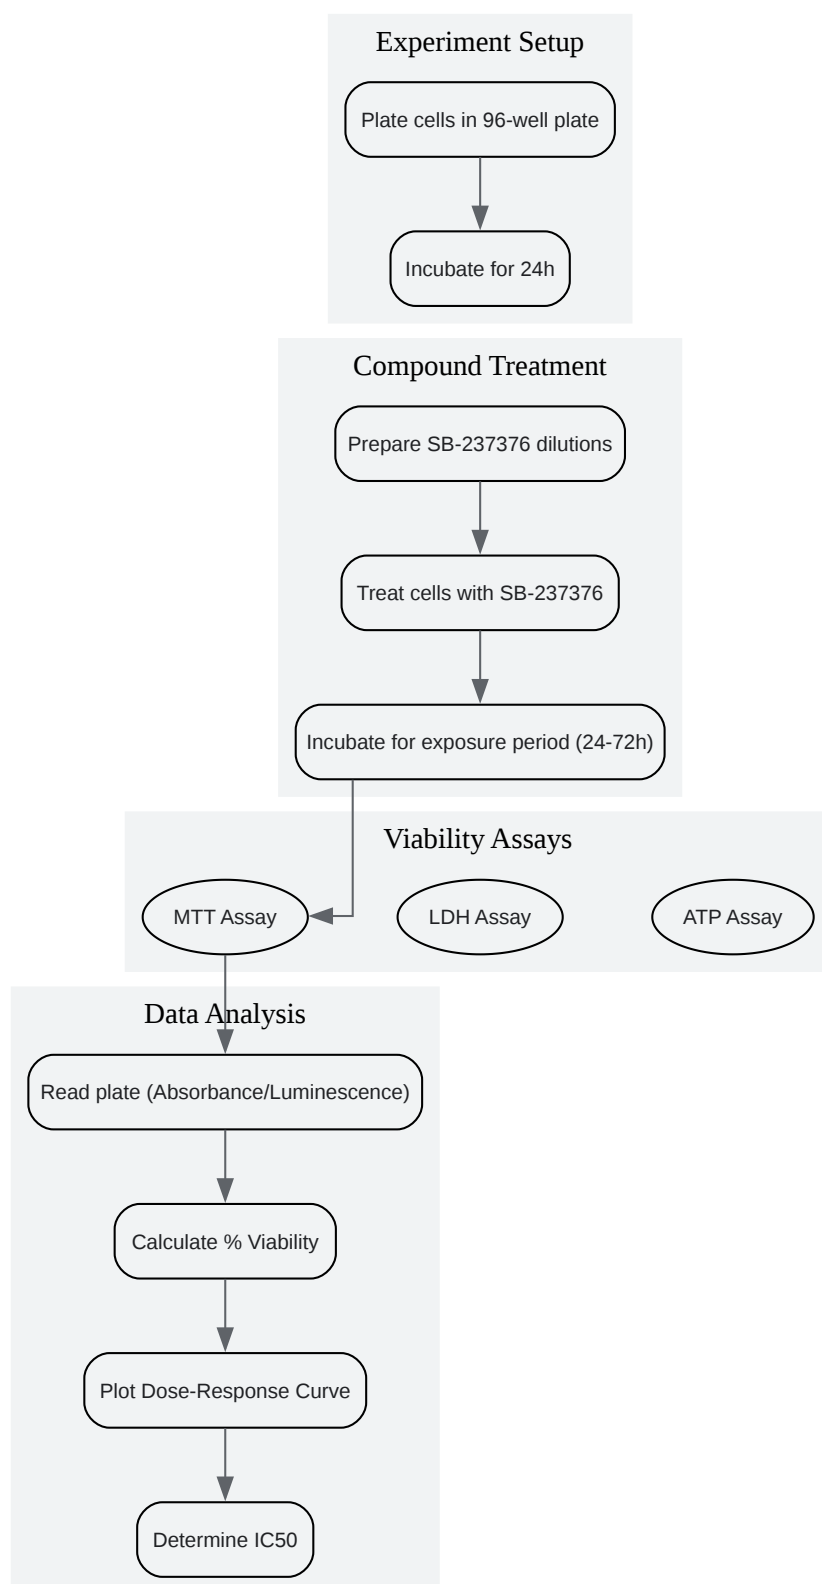 Experiment Setup
Plate cells in 96-well plate
Incubate for 24h
Compound Treatment
Prepare SB-237376 dilutions
Treat cells with SB-237376
Incubate for exposure period (24-72h)
Viability Assays
MTT Assay
LDH Assay
ATP Assay
Data Analysis
Read plate (Absorbance/Luminescence)
Calculate % Viability
Plot Dose-Response Curve
Determine IC50